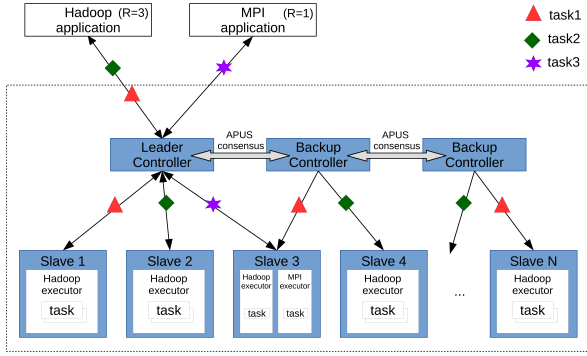 Hadoop (R=3)
application
MPI (R=1)
application
task1
task2
task3
APUS
consensus
APUS
consensus
Leader
Controller
Backup
Controller
Backup
Controller
Slave 1
Hadoop
executor
task
Slave 2
Hadoop
executor
task
Slave 3
Hadoop
executor
task
MPI
executor
task
Slave 4
Hadoop
executor
task
...
Slave N
Hadoop
executor
task